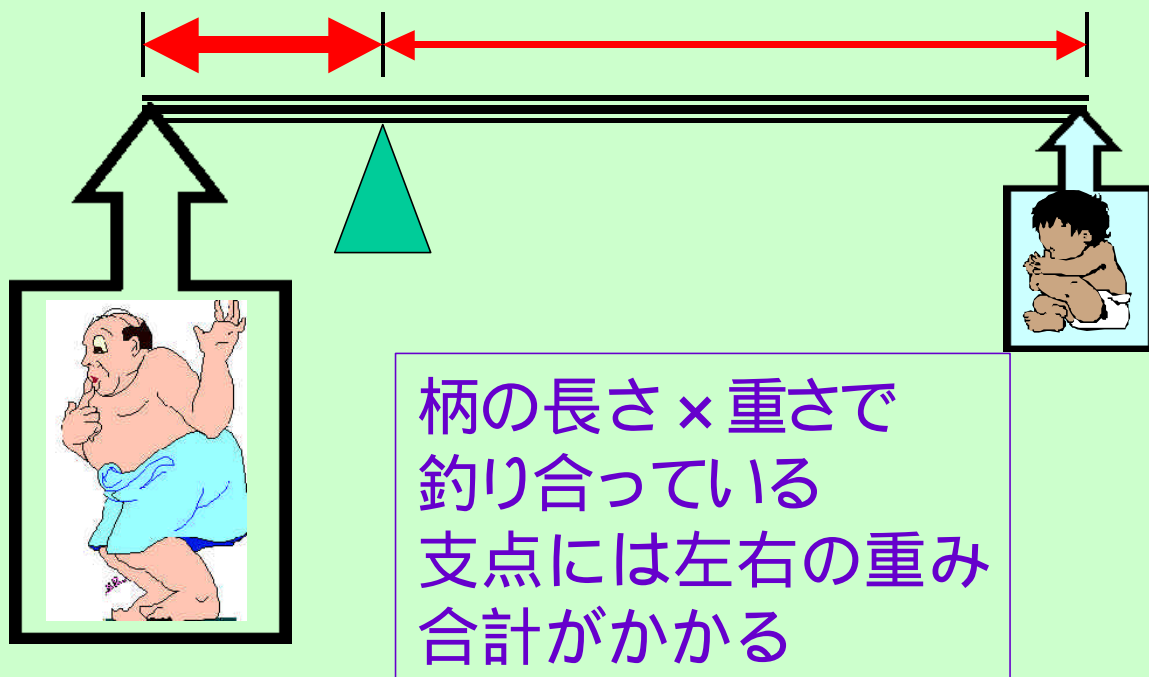 柄の長さ×重さで
釣り合っている
支点には左右の重み
合計がかかる